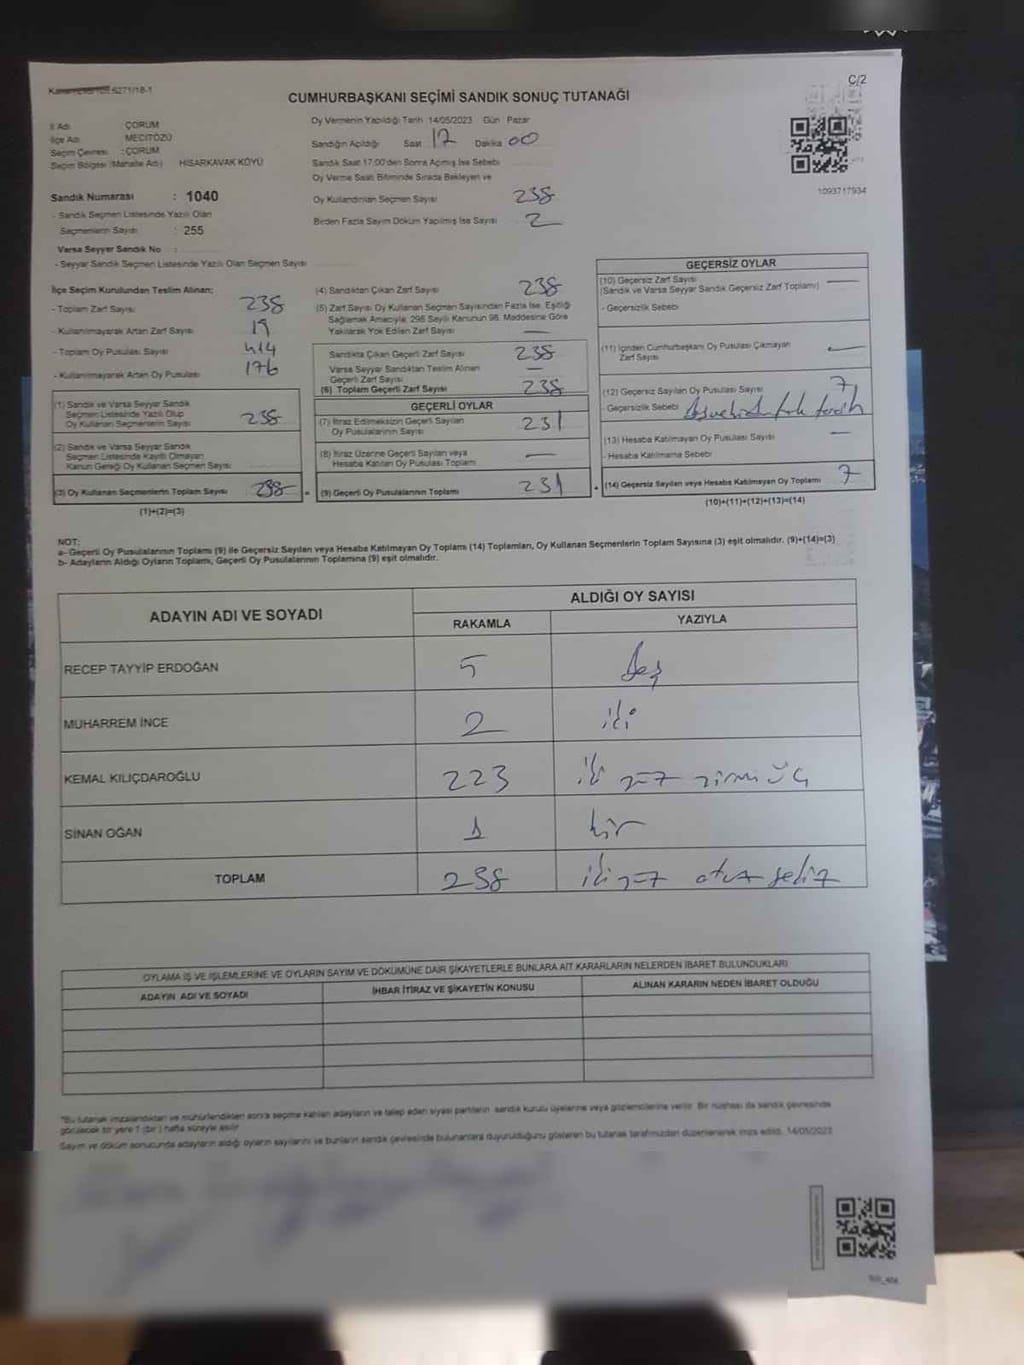 5271/18-1
C/2
CUMHURBAŞKANI SEÇİMİ SANDIK SONUÇ TUTANAĞI
İl Adı ÇORUM
İlçe Adı MECİTÖZÜ
Seçim Çevresi : ÇORUM
Seçim Bölgesi (Mahalle Adı) HİSARKAVAK KÖYÜ
Oy Vermenin Yapıldığı Tarih 14/05/2023 Gün Pazar
Sandığın Açıldığı Saat 17 Dakika 00
Sandık Saat 17:00'den Sonra Açılmış İse Sebebi
Oy Verme Saati Bitiminde Sırada Bekleyen ve
Oy Kullandırılan Seçmen Sayısı 238
Birden Fazla Sayım Döküm Yapılmış İse Sayısı 2
1093717934
Sandık Numarası : 1040
- Sandık Seçmen Listesinde Yazılı Olan
Seçmenlerin Sayısı : 255
Varsa Seyyar Sandık No :
- Seyyar Sandık Seçmen Listesinde Yazılı Olan Seçmen Sayısı
İlçe Seçim Kurulundan Teslim Alınan:
- Toplam Zarf Sayısı 238
- Kullanılmayarak Artan Zarf Sayısı 19
- Toplam Oy Pusulası Sayısı 414
- Kullanılmayarak Artan Oy Pusulası 176
(1) Sandık ve Varsa Seyyar Sandık
Seçmen Listesinde Yazılı Olup
Oy Kullanan Seçmenlerin Sayısı 238
(2) Sandık ve Varsa Seyyar Sandık
Seçmen Listesinde Kayıtlı Olmayan
Kanun Gereği Oy Kullanan Seçmen Sayısı
(3) Oy Kullanan Seçmenlerin Toplam Sayısı 238
(1)+(2)=(3)
(4) Sandıktan Çıkan Zarf Sayısı 238
(5) Zarf Sayısı Oy Kullanan Seçmen Sayısından Fazla İse, Eşitliği
Sağlamak Amacıyla; 298 Sayılı Kanunun 98. Maddesine Göre
Yakılarak Yok Edilen Zarf Sayısı —
Sandıkta Çıkan Geçerli Zarf Sayısı 238
Varsa Seyyar Sandıktan Teslim Alınan
Geçerli Zarf Sayısı —
(6) Toplam Geçerli Zarf Sayısı 238
GEÇERLİ OYLAR
(7) İtiraz Edilmeksizin Geçerli Sayılan
Oy Pusulalarının Sayısı 231
(8) İtiraz Üzerine Geçerli Sayılan veya
Hesaba Katılan Oy Pusulası Toplamı —
(9) Geçerli Oy Pusulalarının Toplamı 231
GEÇERSİZ OYLAR
(10) Geçersiz Zarf Sayısı —
(Sandık ve Varsa Seyyar Sandık Geçersiz Zarf Toplamı)
- Geçersizlik Sebebi
(11) İçinden Cumhurbaşkanı Oy Pusulası Çıkmayan
Zarf Sayısı —
(12) Geçersiz Sayılan Oy Pusulası Sayısı 7
- Geçersizlik Sebebi
(13) Hesaba Katılmayan Oy Pusulası Sayısı —
- Hesaba Katılmama Sebebi
(14) Geçersiz Sayılan veya Hesaba Katılmayan Oy Toplamı 7
(10)+(11)+(12)+(13)=(14)
NOT:
a- Geçerli Oy Pusulalarının Toplamı (9) ile Geçersiz Sayılan veya Hesaba Katılmayan Oy Toplamı (14) Toplamları, Oy Kullanan Seçmenlerin Toplam Sayısına (3) eşit olmalıdır. (9)+(14)=(3)
b- Adayların Aldığı Oyların Toplamı, Geçerli Oy Pusulalarının Toplamına (9) eşit olmalıdır.
ADAYIN ADI VE SOYADI ALDIĞI OY SAYISI
RAKAMLA YAZIYLA
RECEP TAYYİP ERDOĞAN 5 beş
MUHARREM İNCE 2 iki
KEMAL KILIÇDAROĞLU 223 iki yüz yirmi üç
SİNAN OĞAN 1 bir
TOPLAM 238 iki yüz otuz sekiz
OYLAMA İŞ VE İŞLEMLERİNE VE OYLARIN SAYIM VE DÖKÜMÜNE DAİR ŞİKAYETLERLE BUNLARA AİT KARARLARIN NELERDEN İBARET BULUNDUKLARI
ADAYIN ADI VE SOYADI İHBAR İTİRAZ VE ŞİKAYETİN KONUSU ALINAN KARARIN NEDEN İBARET OLDUĞU
"Bu tutanak imzalandıktan ve mühürlendikten sonra seçime katılan adayların ve talep eden siyasi partilerin sandık kurulu üyelerine veya gözlemcilerine verilir. Bir nüshası da sandık çevresinde
görülecek bir yere 1 (bir) hafta süreyle asılır.
Sayım ve döküm sonucunda adayların aldığı oyların sayılarını ve bunların sandık çevresinde bulunanlara duyurulduğunu gösteren bu tutanak tarafımızdan düzenlenerek imza edildi. 14/05/2023